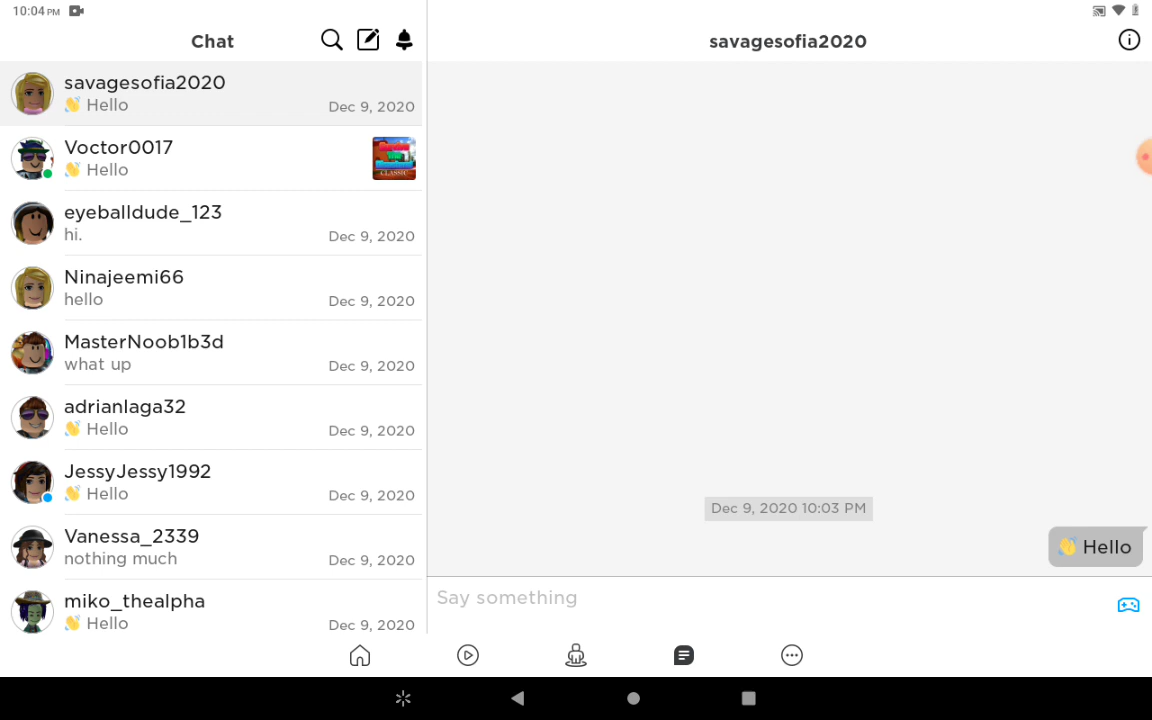 10:04 PM
Chat
savagesofia2020
👋 Hello
Dec 9, 2020
Voctor0017
👋 Hello
CLASSIC
eyeballdude_123
hi.
Dec 9, 2020
Ninajeemi66
hello
Dec 9, 2020
MasterNoob1b3d
what up
Dec 9, 2020
adrianlaga32
👋 Hello
Dec 9, 2020
JessyJessy1992
👋 Hello
Dec 9, 2020
Vanessa_2339
nothing much
Dec 9, 2020
miko_thealpha
👋 Hello
Dec 9, 2020
savagesofia2020
Dec 9, 2020 10:03 PM
👋 Hello
Say something